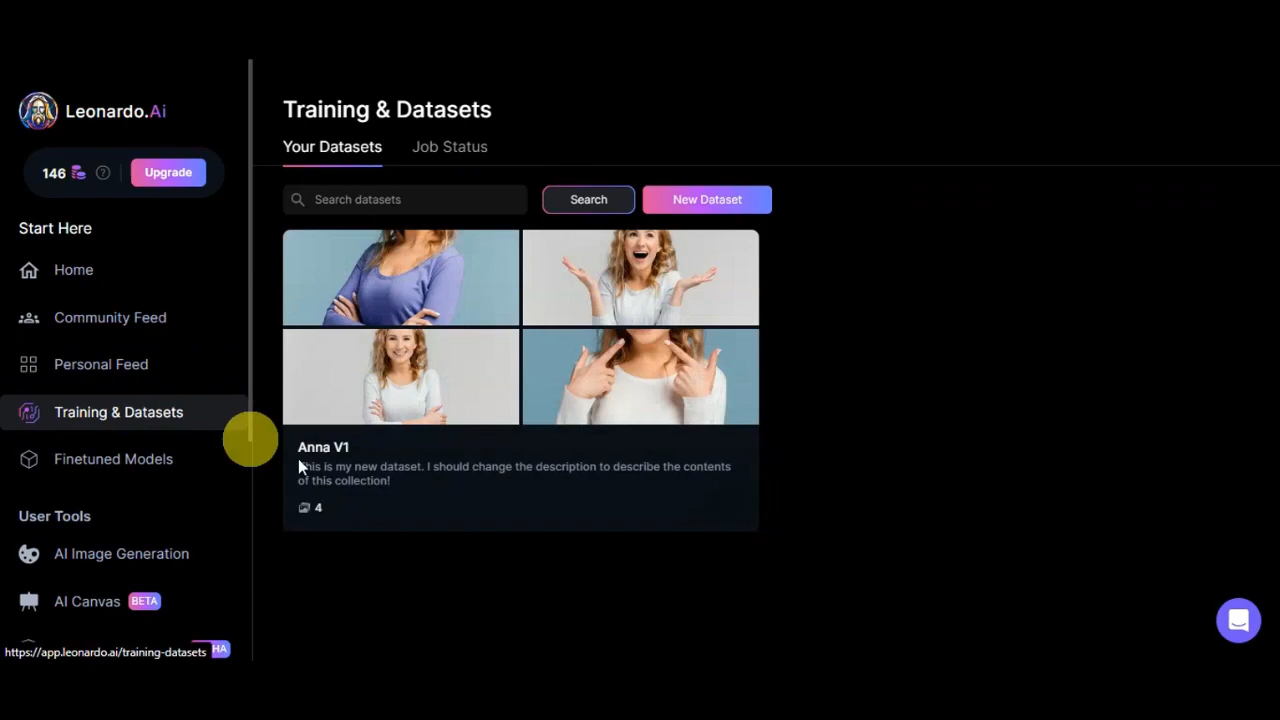 Leonardo.Ai
146
Upgrade
Start Here
Home
Community Feed
Personal Feed
Training & Datasets
Finetuned Models
User Tools
AI Image Generation
AI Canvas BETA
HA
https://app.leonardo.ai/training-datasets
Training & Datasets
Your Datasets Job Status
Search datasets Search New Dataset
Anna V1
This is my new dataset. I should change the description to describe the contents
of this collection!
4